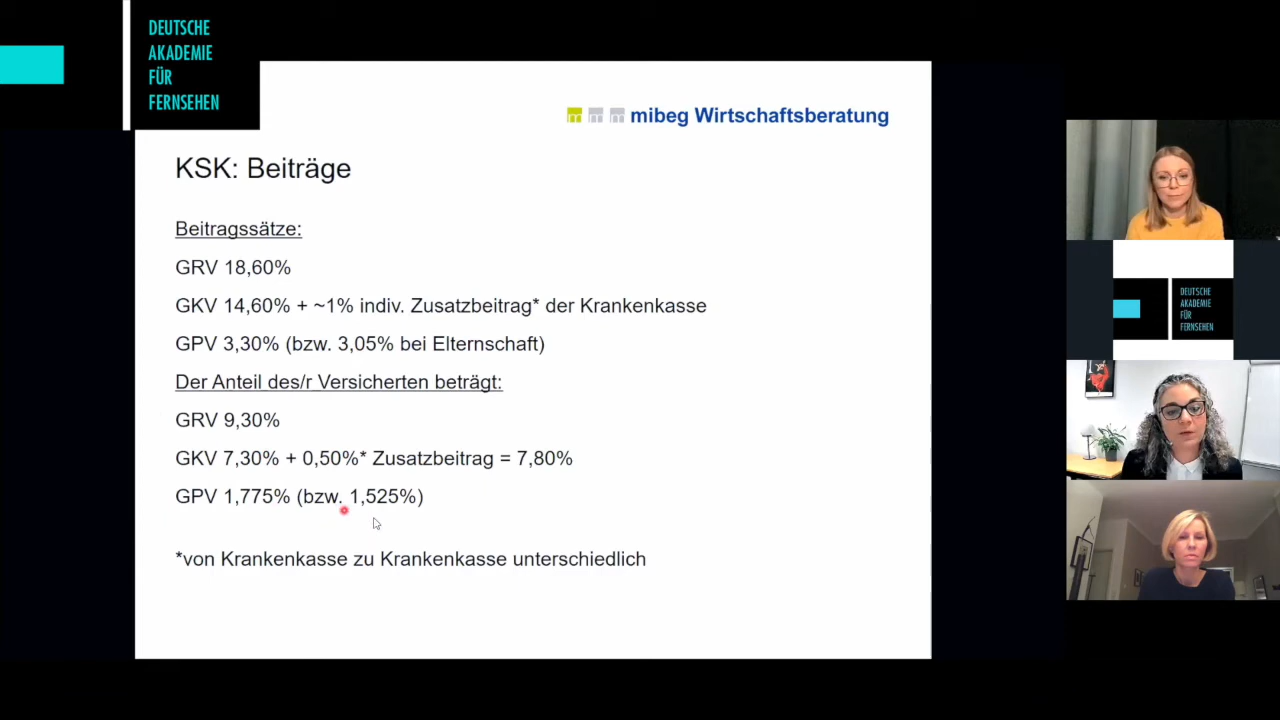 DEUTSCHE
AKADEMIE
FÜR
FERNSEHEN
mibeg Wirtschaftsberatung
KSK: Beiträge
Beitragssätze:
GRV 18,60%
GKV 14,60% + ~1% indiv. Zusatzbeitrag* der Krankenkasse
GPV 3,30% (bzw. 3,05% bei Elternschaft)
Der Anteil des/r Versicherten beträgt:
GRV 9,30%
GKV 7,30% + 0,50%* Zusatzbeitrag = 7,80%
GPV 1,775% (bzw. 1,525%)
*von Krankenkasse zu Krankenkasse unterschiedlich
DEUTSCHE
AKADEMIE
FÜR
FERNSEHEN